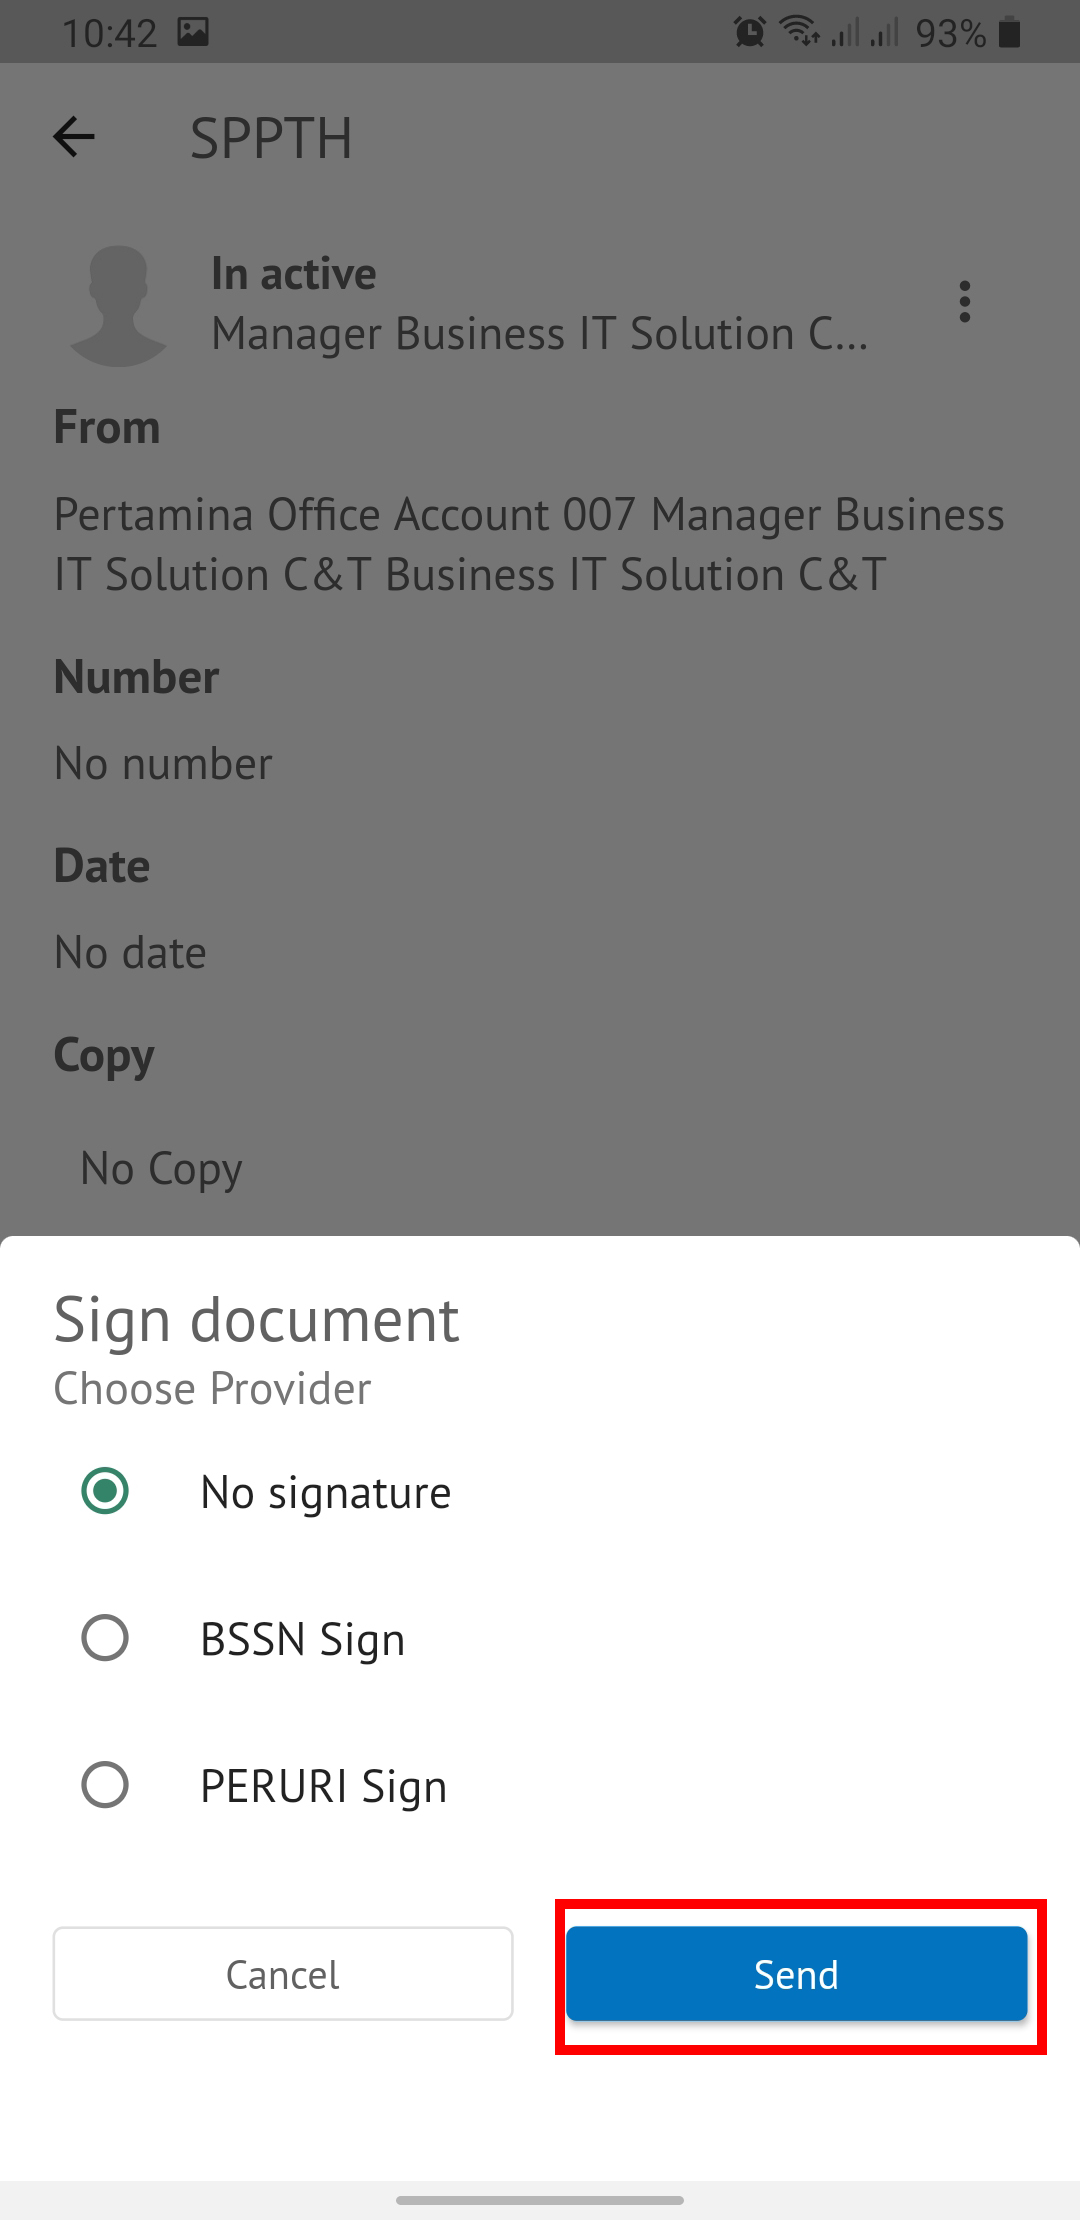 10:42
93%
SPPTH
In active
Manager Business IT Solution C...
From
Pertamina Office Account 007 Manager Business
IT Solution C&T Business IT Solution C&T
Number
No number
Date
No date
Copy
No Copy
Sign document
Choose Provider
No signature
BSSN Sign
PERURI Sign
Cancel
Send